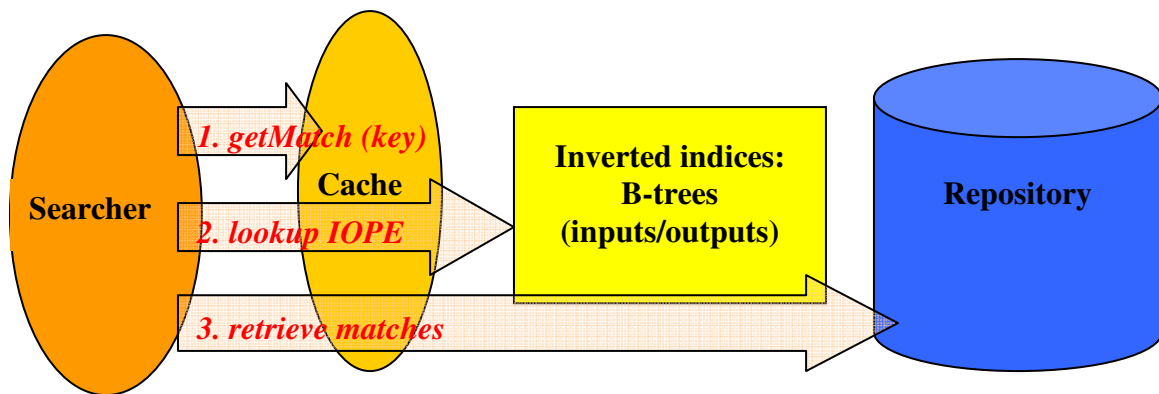 Searcher
1. getMatch (key)
Cache
2. lookup IOPE
3. retrieve matches
Inverted indices:
B-trees
(inputs/outputs)
Repository